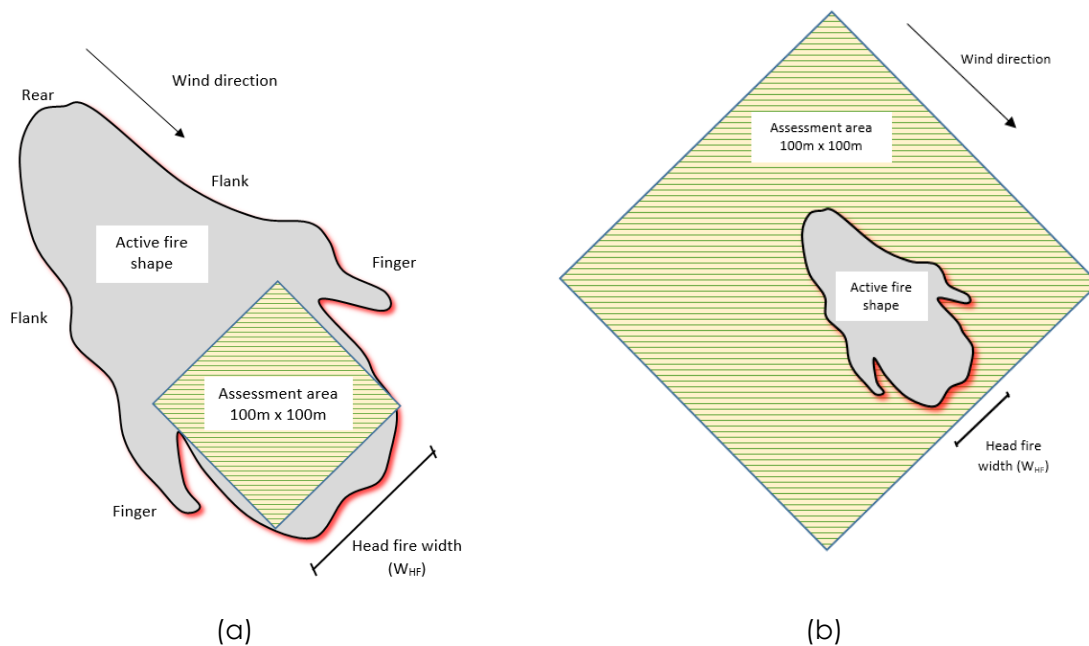 Wind direction
Rear
Flank
Active fire
shape
Finger
Flank
Assessment area
100m x 100m
Finger
Head fire width
(WHF)
(a)
Wind direction
Assessment area
100m x 100m
Active fire
shape
Head fire
width (WHF)
(b)